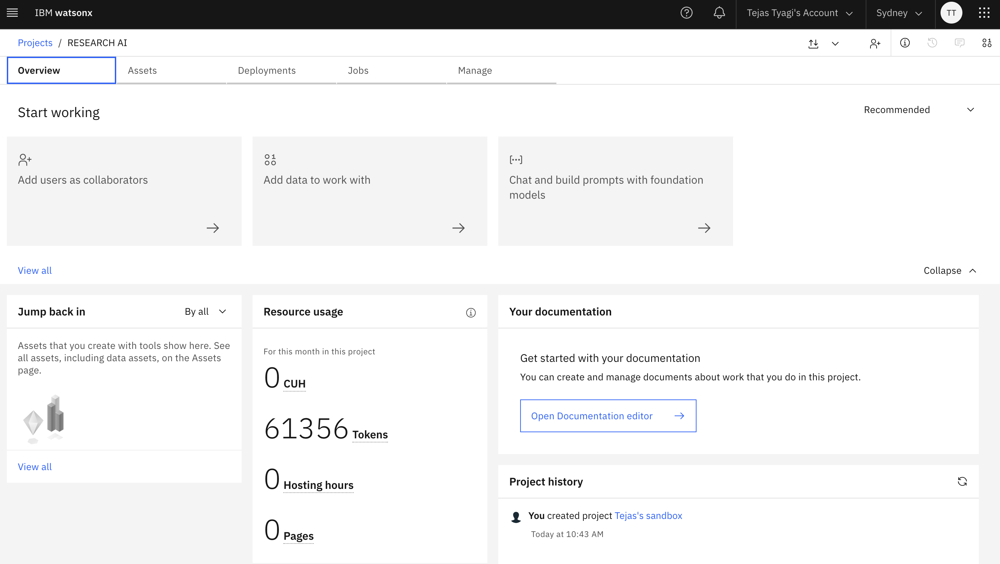 IBM watsonx
Tejas Tyagi's Account
Sydney
TT
Projects / RESEARCH AI
Overview
Assets
Deployments
Jobs
Manage
Start working
Recommended
Add users as collaborators
Add data to work with
Chat and build prompts with foundation
models
View all
Collapse
Jump back in
By all
Assets that you create with tools show here. See
all assets, including data assets, on the Assets
page.
View all
Resource usage
For this month in this project
0 CUH
61356 Tokens
0 Hosting hours
0 Pages
Your documentation
Get started with your documentation
You can create and manage documents about work that you do in this project.
Open Documentation editor
Project history
You created project Tejas's sandbox
Today at 10:43 AM